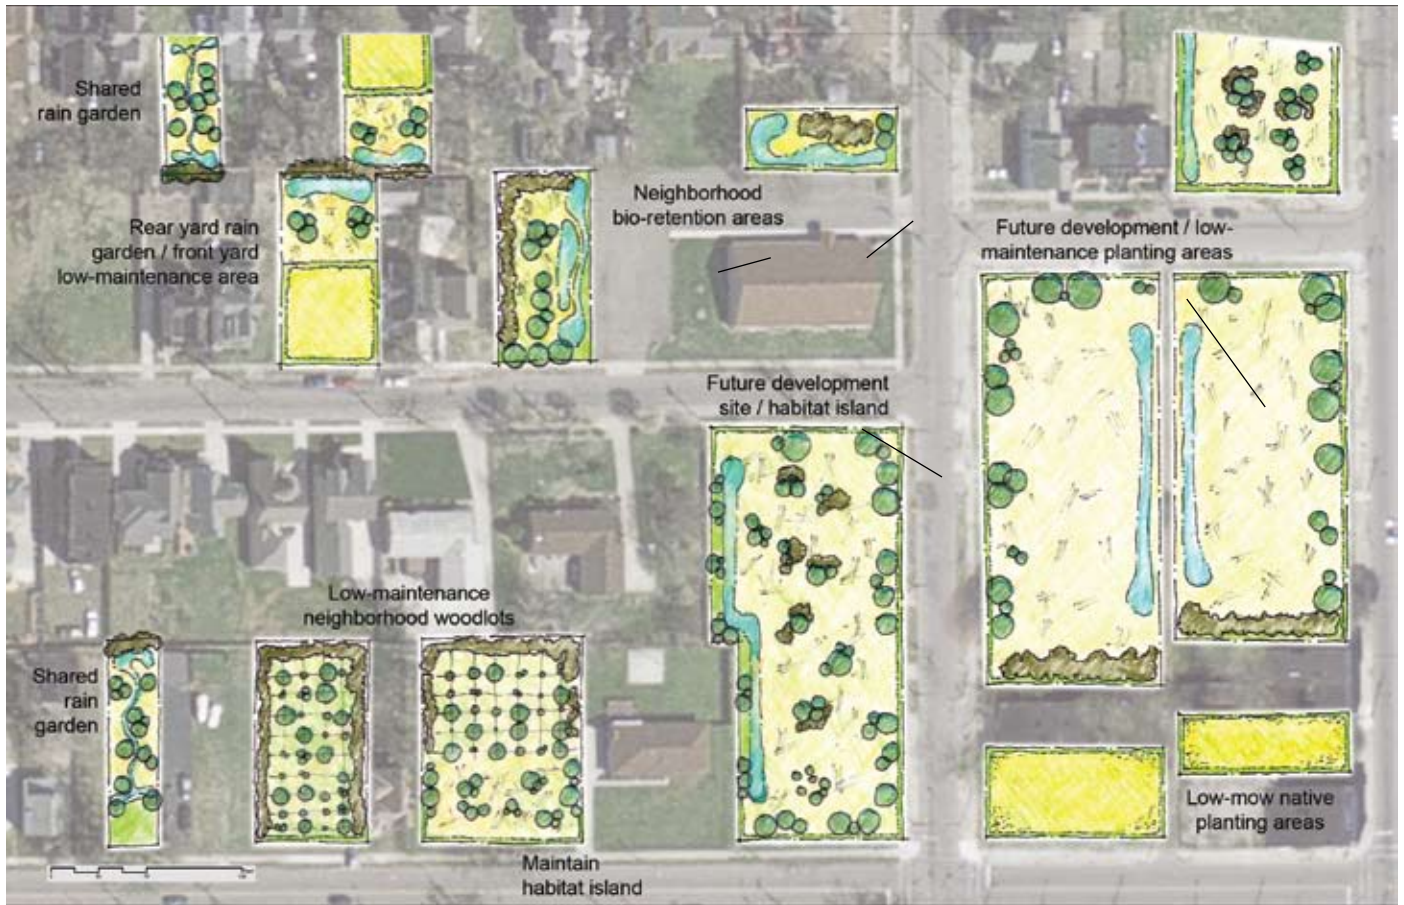 Shared
rain garden
Neighborhood
bio-retention areas
Rear yard rain
garden / front yard
low-maintenance area
Future development / low-
maintenance planting areas
Future development
site / habitat island
Low-maintenance
neighborhood woodlots
Shared
rain
garden
Low-mow native
planting areas
Maintain
habitat island